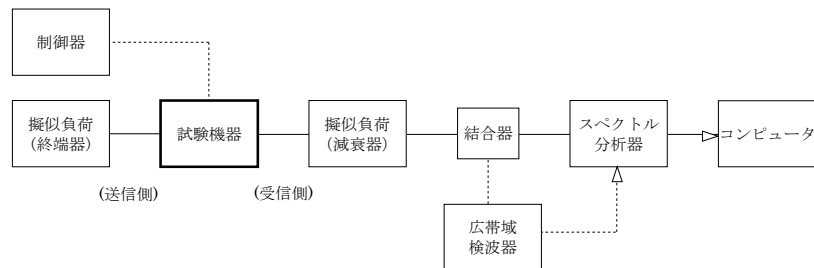 制御器
擬似負荷
(終端器)
試験機器
擬似負荷
(減衰器)
結合器
スペクトル
分析器
コンピュータ
(送信側)
(受信側)
広帯域
検波器